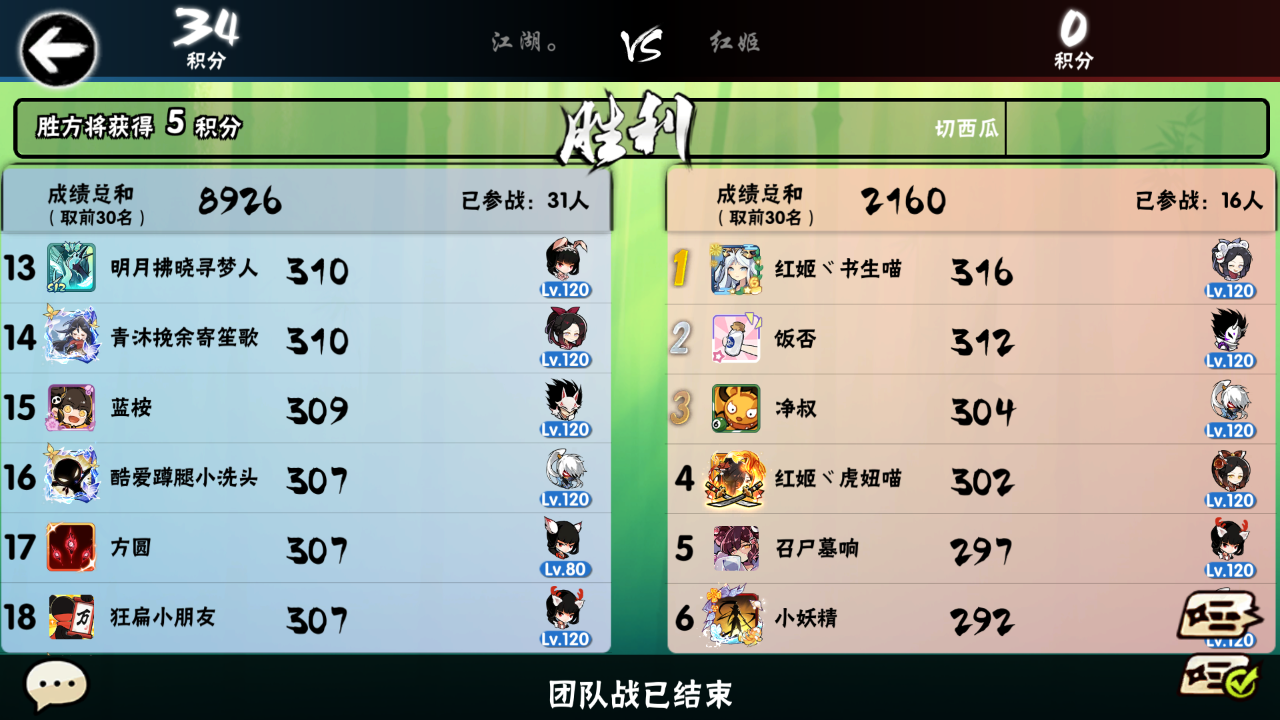 34
积分
江湖。
VS
红姬
0
积分
胜方将获得 5 积分
胜利
切西瓜
成绩总和
8926
已参战：31人
（取前30名）
成绩总和
2160
已参战：16人
（取前30名）
13 明月拂晓寻梦人 310 Lv.120
14 青沐挽余寄笙歌 310 Lv.120
15 蓝桉 309 Lv.120
16 酷爱蹲腿小洗头 307 Lv.120
17 方圆 307 Lv.80
18 狂扁小朋友 307 Lv.120
1 红姬ヾ书生喵 316 Lv.120
2 饭否 312 Lv.120
3 净叔 304 Lv.120
4 红姬ヾ虎妞喵 302 Lv.120
5 召尸墓响 297 Lv.120
6 小妖精 292 Lv.120
团队战已结束